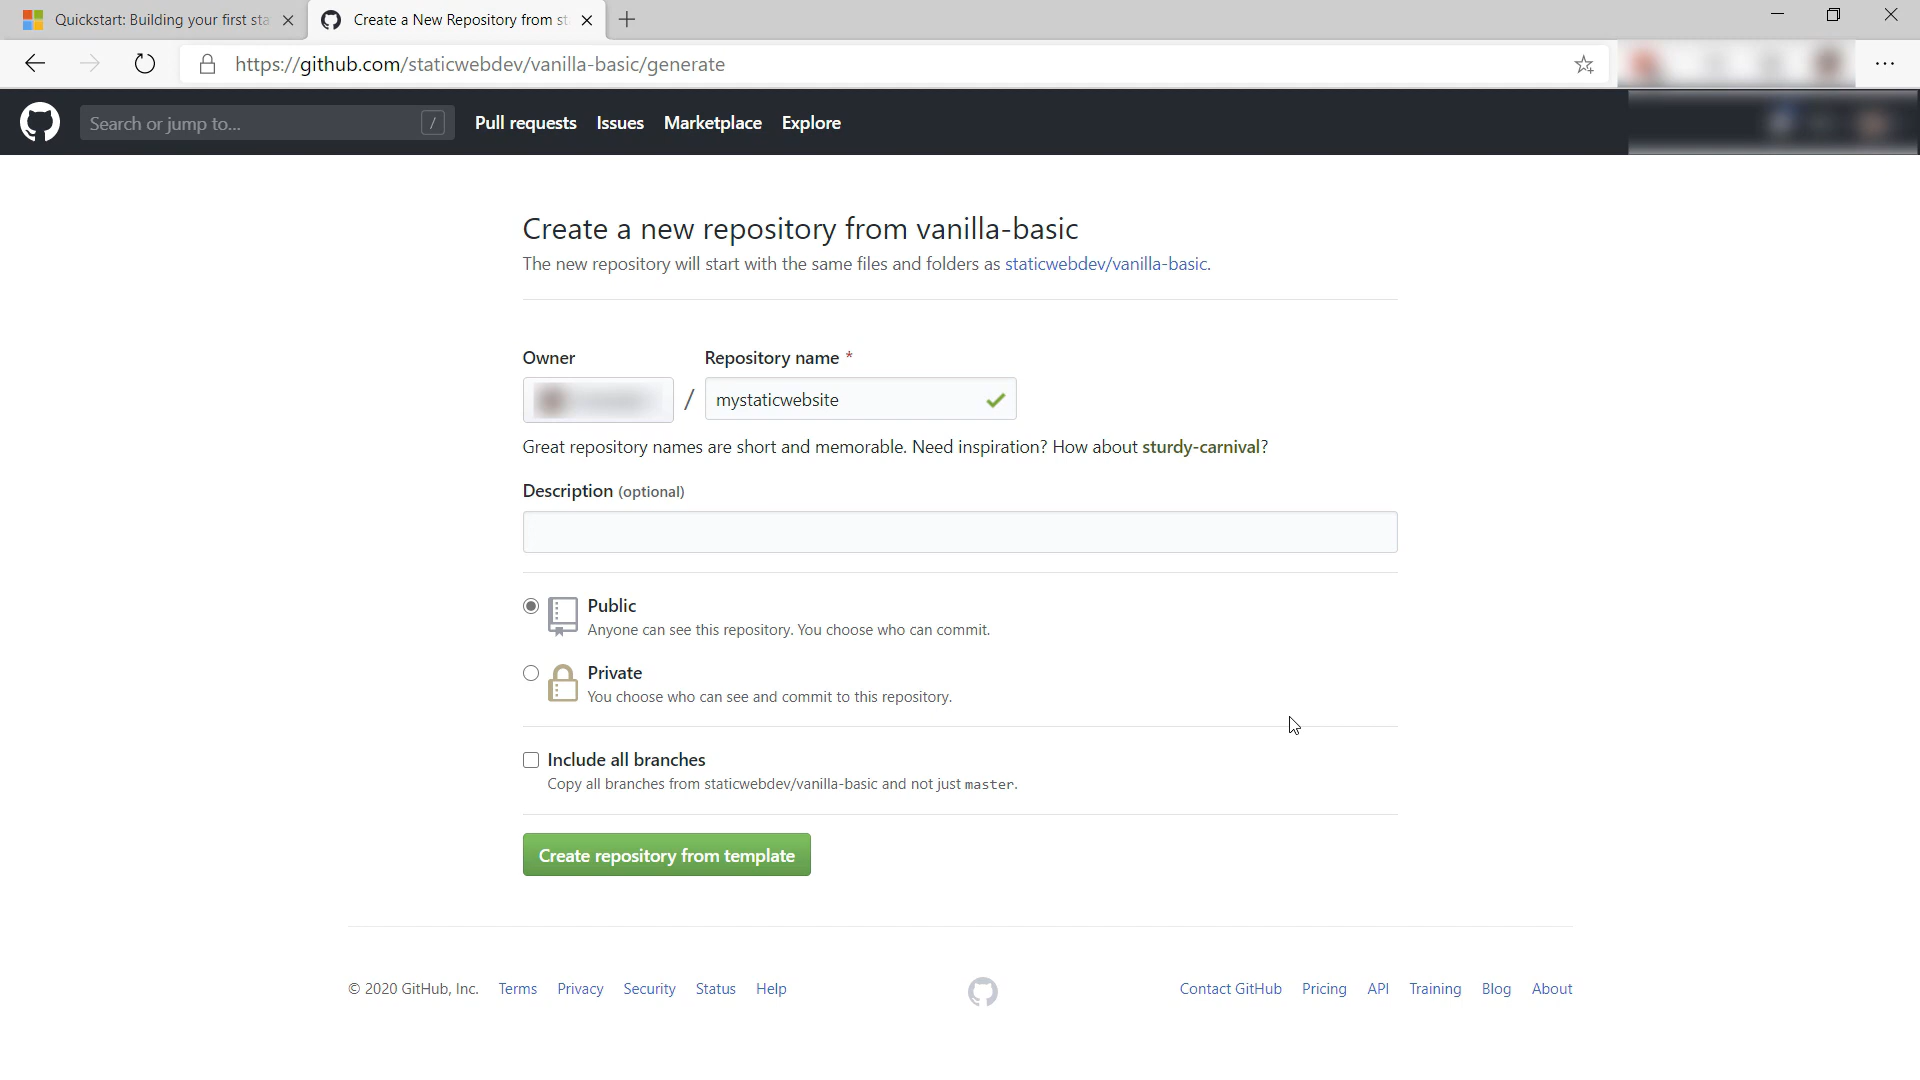 Quickstart: Building your first sta
Create a New Repository from st
https://github.com/staticwebdev/vanilla-basic/generate
Search or jump to...
/
Pull requests
Issues
Marketplace
Explore
Create a new repository from vanilla-basic
The new repository will start with the same files and folders as staticwebdev/vanilla-basic.
Owner
Repository name *
/
mystaticwebsite
Great repository names are short and memorable. Need inspiration? How about sturdy-carnival?
Description (optional)
Public
Anyone can see this repository. You choose who can commit.
Private
You choose who can see and commit to this repository.
Include all branches
Copy all branches from staticwebdev/vanilla-basic and not just master.
Create repository from template
© 2020 GitHub, Inc.
Terms
Privacy
Security
Status
Help
Contact GitHub
Pricing
API
Training
Blog
About